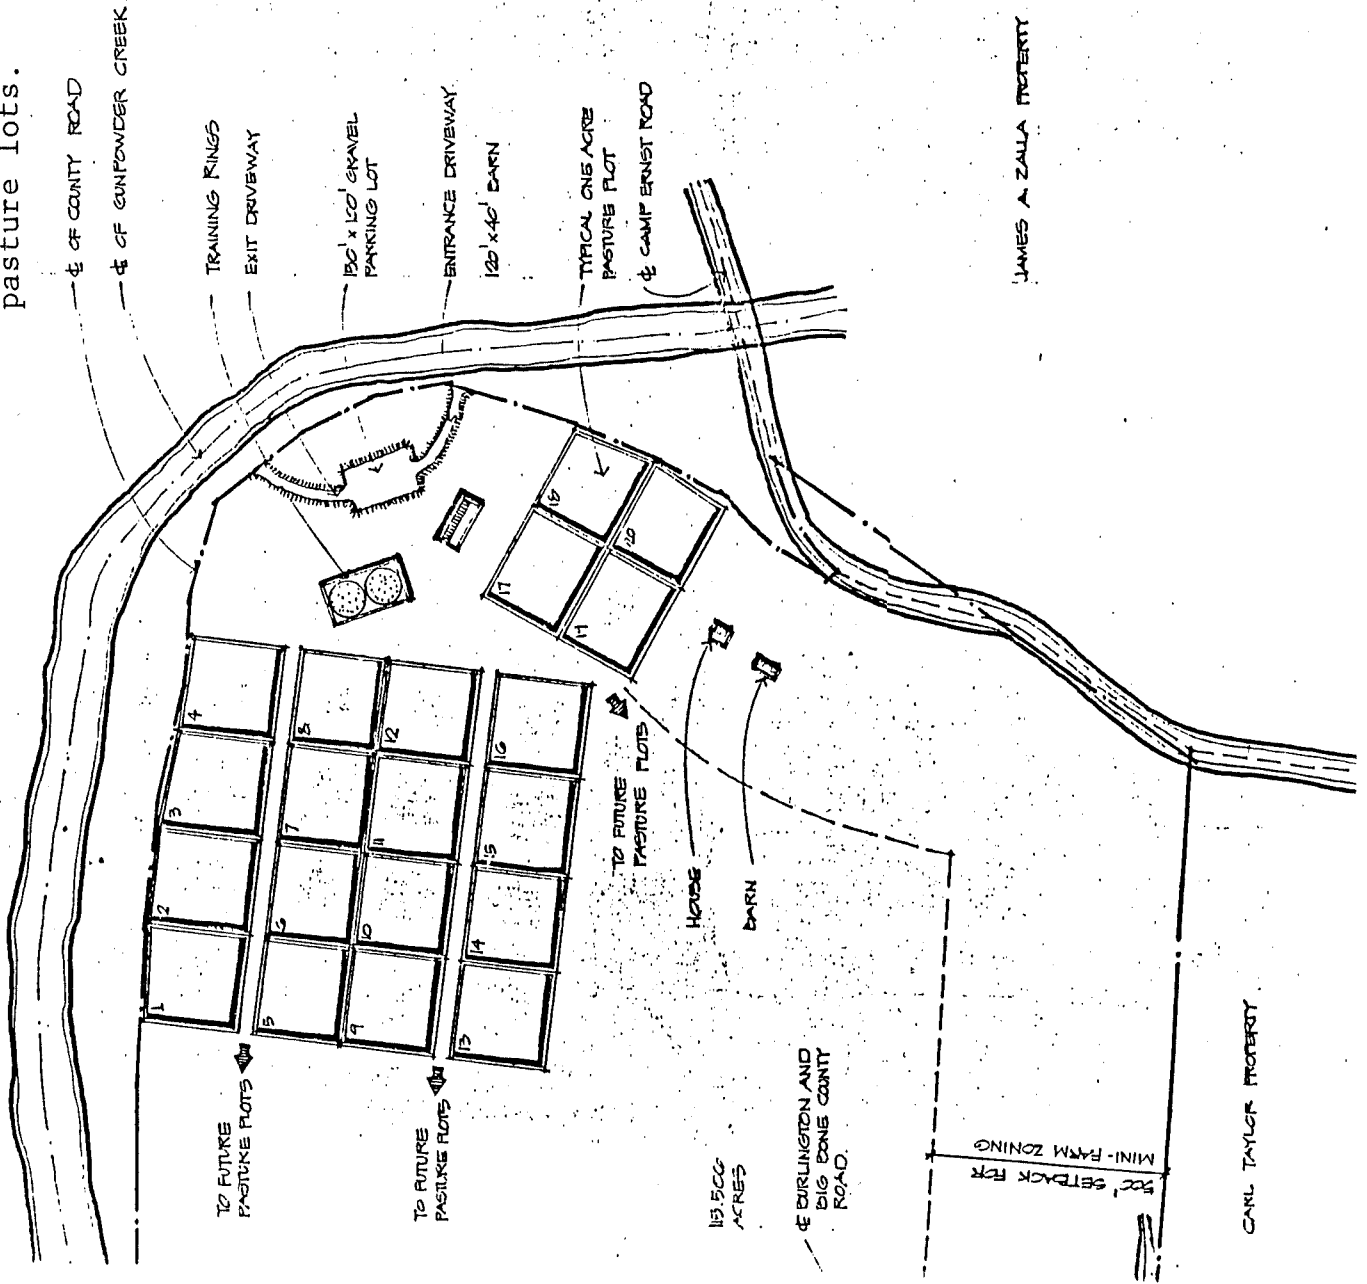 pasture lots.
℄ OF COUNTY ROAD
℄ OF GUNPOWDER CREEK
TRAINING RINGS
EXIT DRIVEWAY
150' x 120' GRAVEL
PARKING LOT
ENTRANCE DRIVEWAY
120' x 40' BARN
TYPICAL ONE ACRE
PASTURE PLOT
℄ CAMP ERNST ROAD
JAMES A. ZALLA PROPERTY
1
2
3
4
5
6
7
8
9
10
11
12
13
14
15
16
17
18
19
TO FUTURE
PASTURE PLOTS
TO FUTURE
PASTURE PLOTS
TO FUTURE
PASTURE PLOTS
HOUSE
BARN
ACRES
℄ BURLINGTON AND
BIG BONE COUNTY
ROAD.
500' SETBACK FOR
MINI-FARM ZONING
CARL TAYLOR PROPERTY